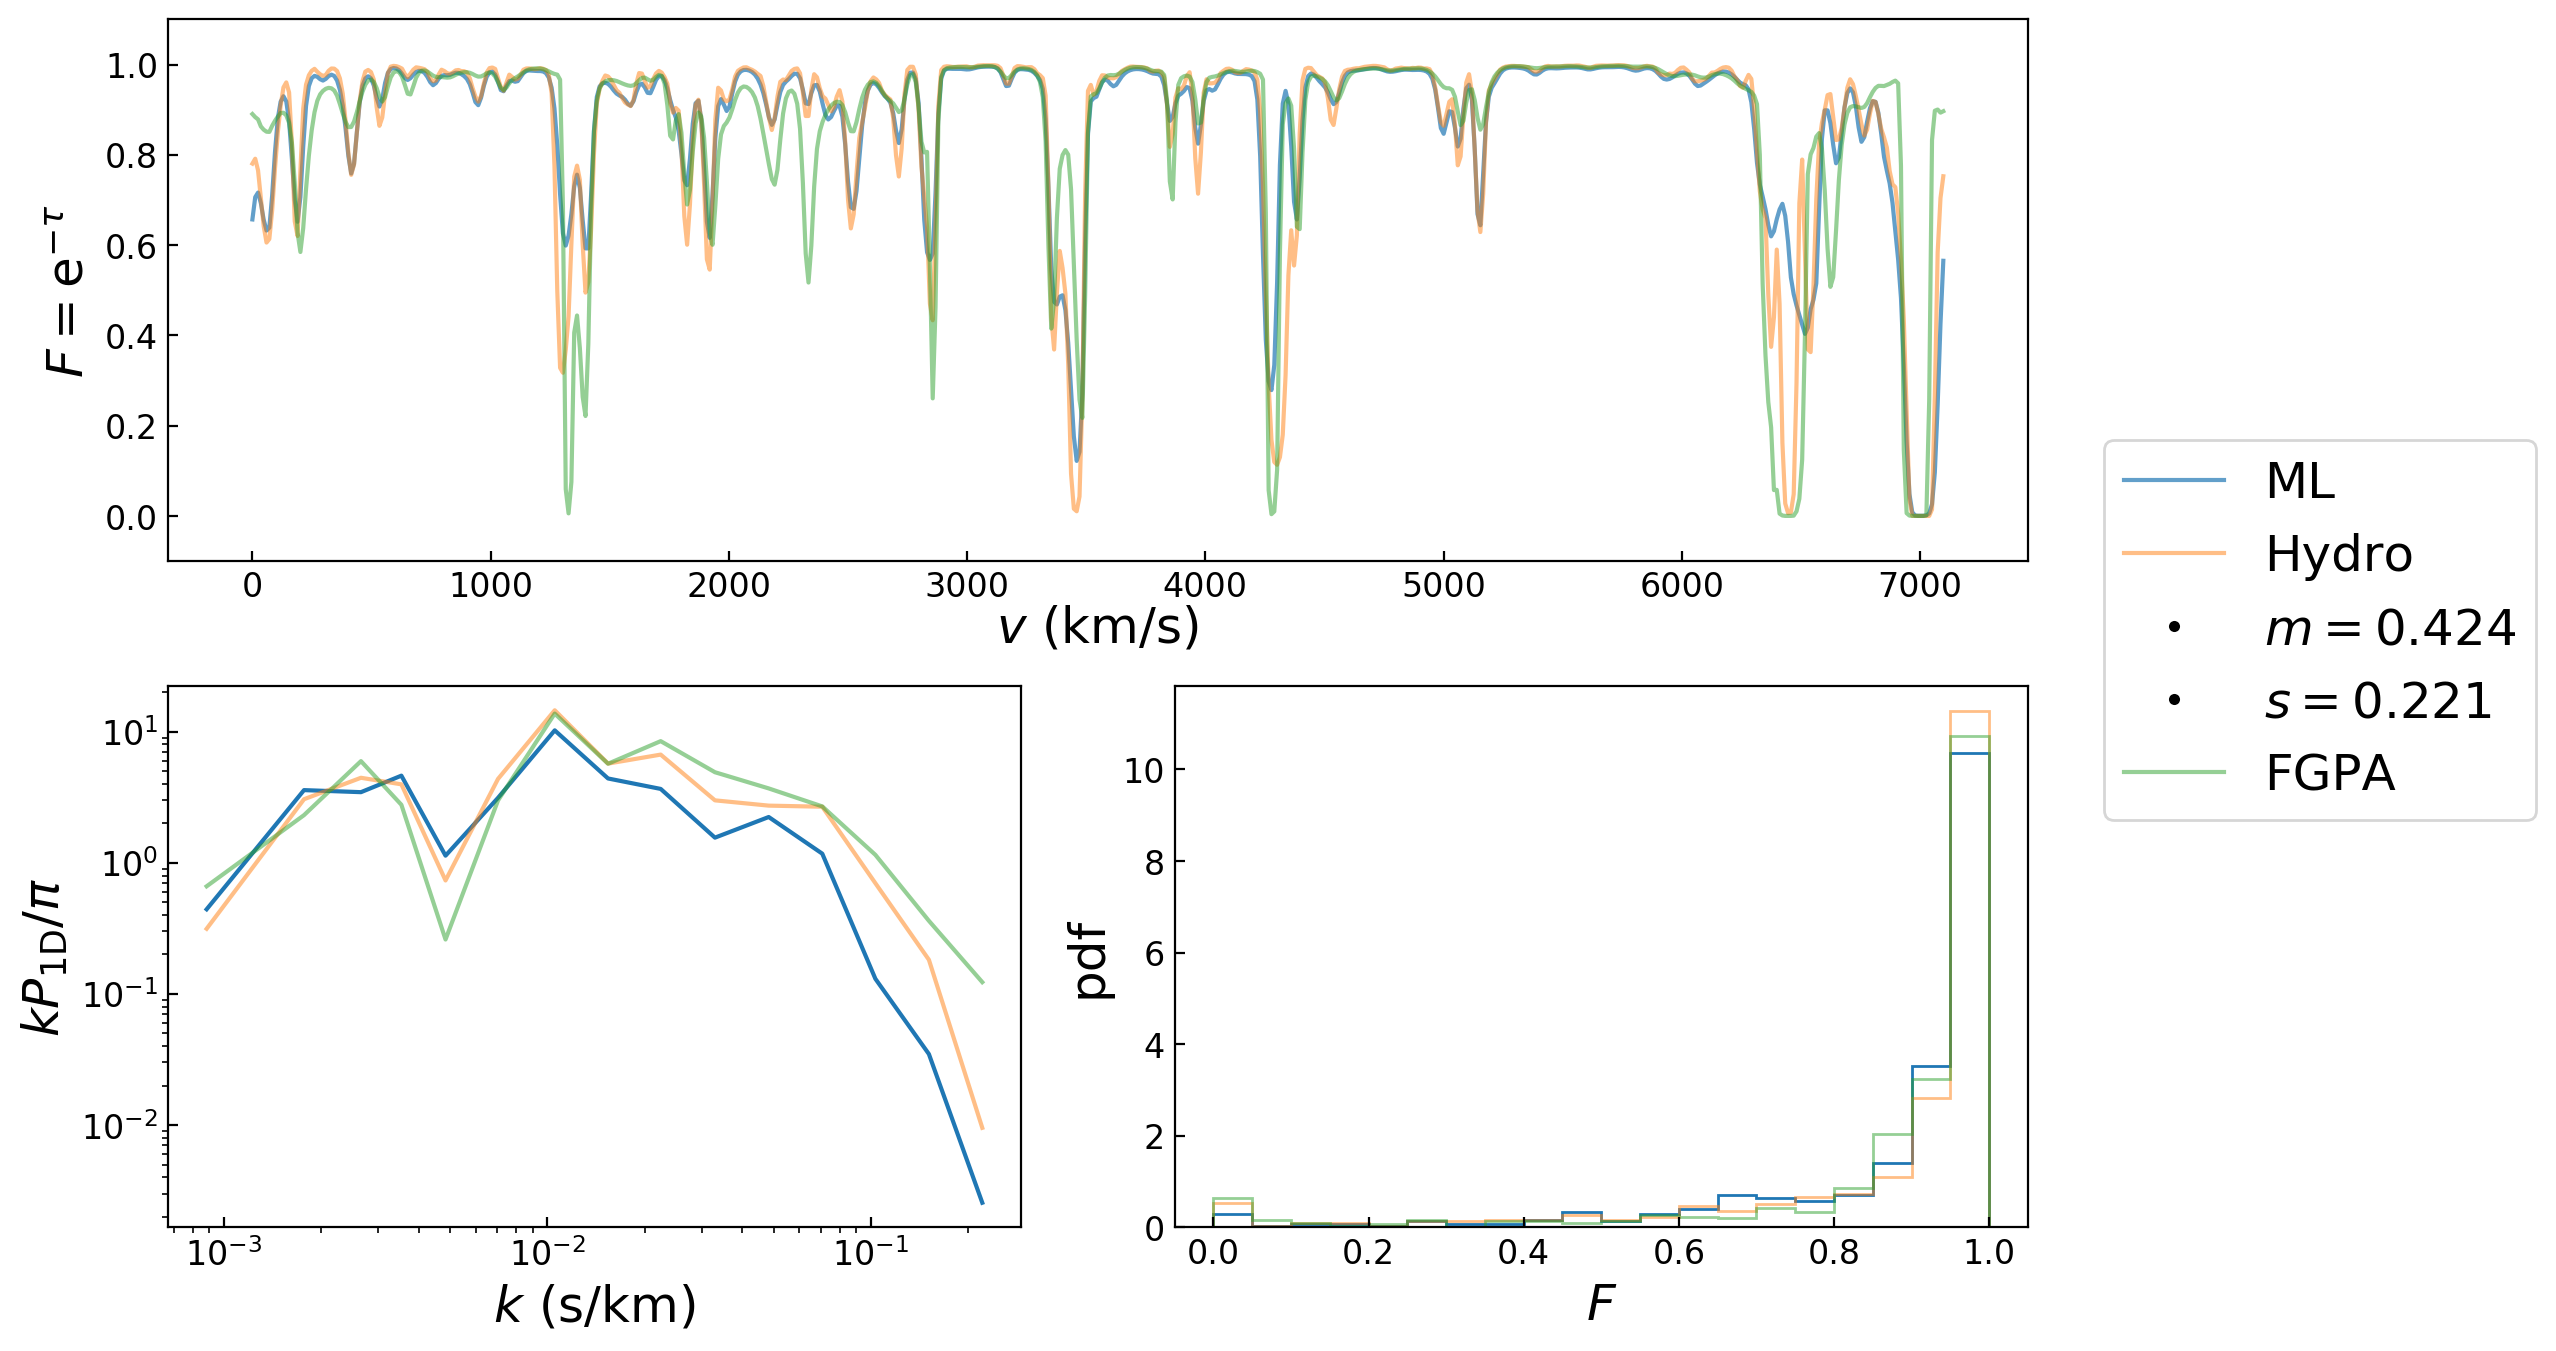 F = e^{−τ}
1.0
0.8
0.6
0.4
0.2
0.0
0 1000 2000 3000 4000 5000 6000 7000
v (km/s)
ML
Hydro
m = 0.424
s = 0.221
FGPA
kP_{1D}/π
10^1
10^0
10^{−1}
10^{−2}
10^{−3} 10^{−2} 10^{−1}
k (s/km)
pdf
10
8
6
4
2
0
0.0 0.2 0.4 0.6 0.8 1.0
F